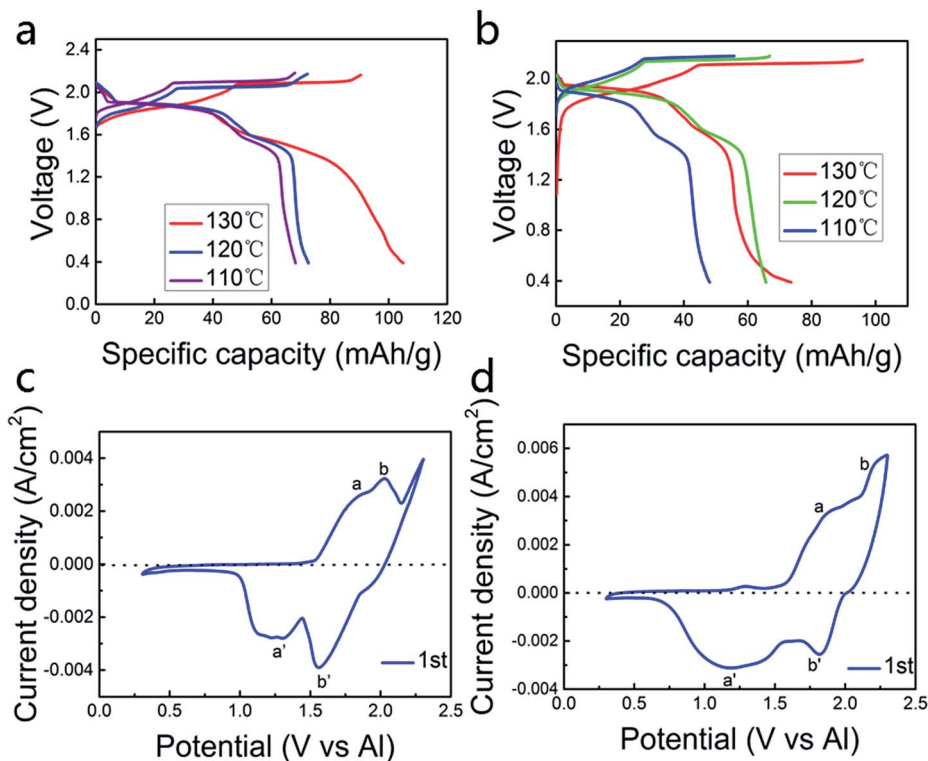 a
2.4
2.0
1.6
1.2
0.8
0.4
0.0
Voltage (V)
130℃
120℃
110℃
0 20 40 60 80 100 120
Specific capacity (mAh/g)
b
2.0
1.6
1.2
0.8
0.4
Voltage (V)
130℃
120℃
110℃
0 20 40 60 80 100
Specific capacity (mAh/g)
c
0.004
0.002
0.000
-0.002
-0.004
Current density (A/cm²)
a
b
a'
b'
1st
0.0 0.5 1.0 1.5 2.0 2.5
Potential (V vs Al)
d
0.006
0.004
0.002
0.000
-0.002
-0.004
Current density (A/cm²)
a
b
a'
b'
1st
0.0 0.5 1.0 1.5 2.0 2.5
Potential (V vs Al)